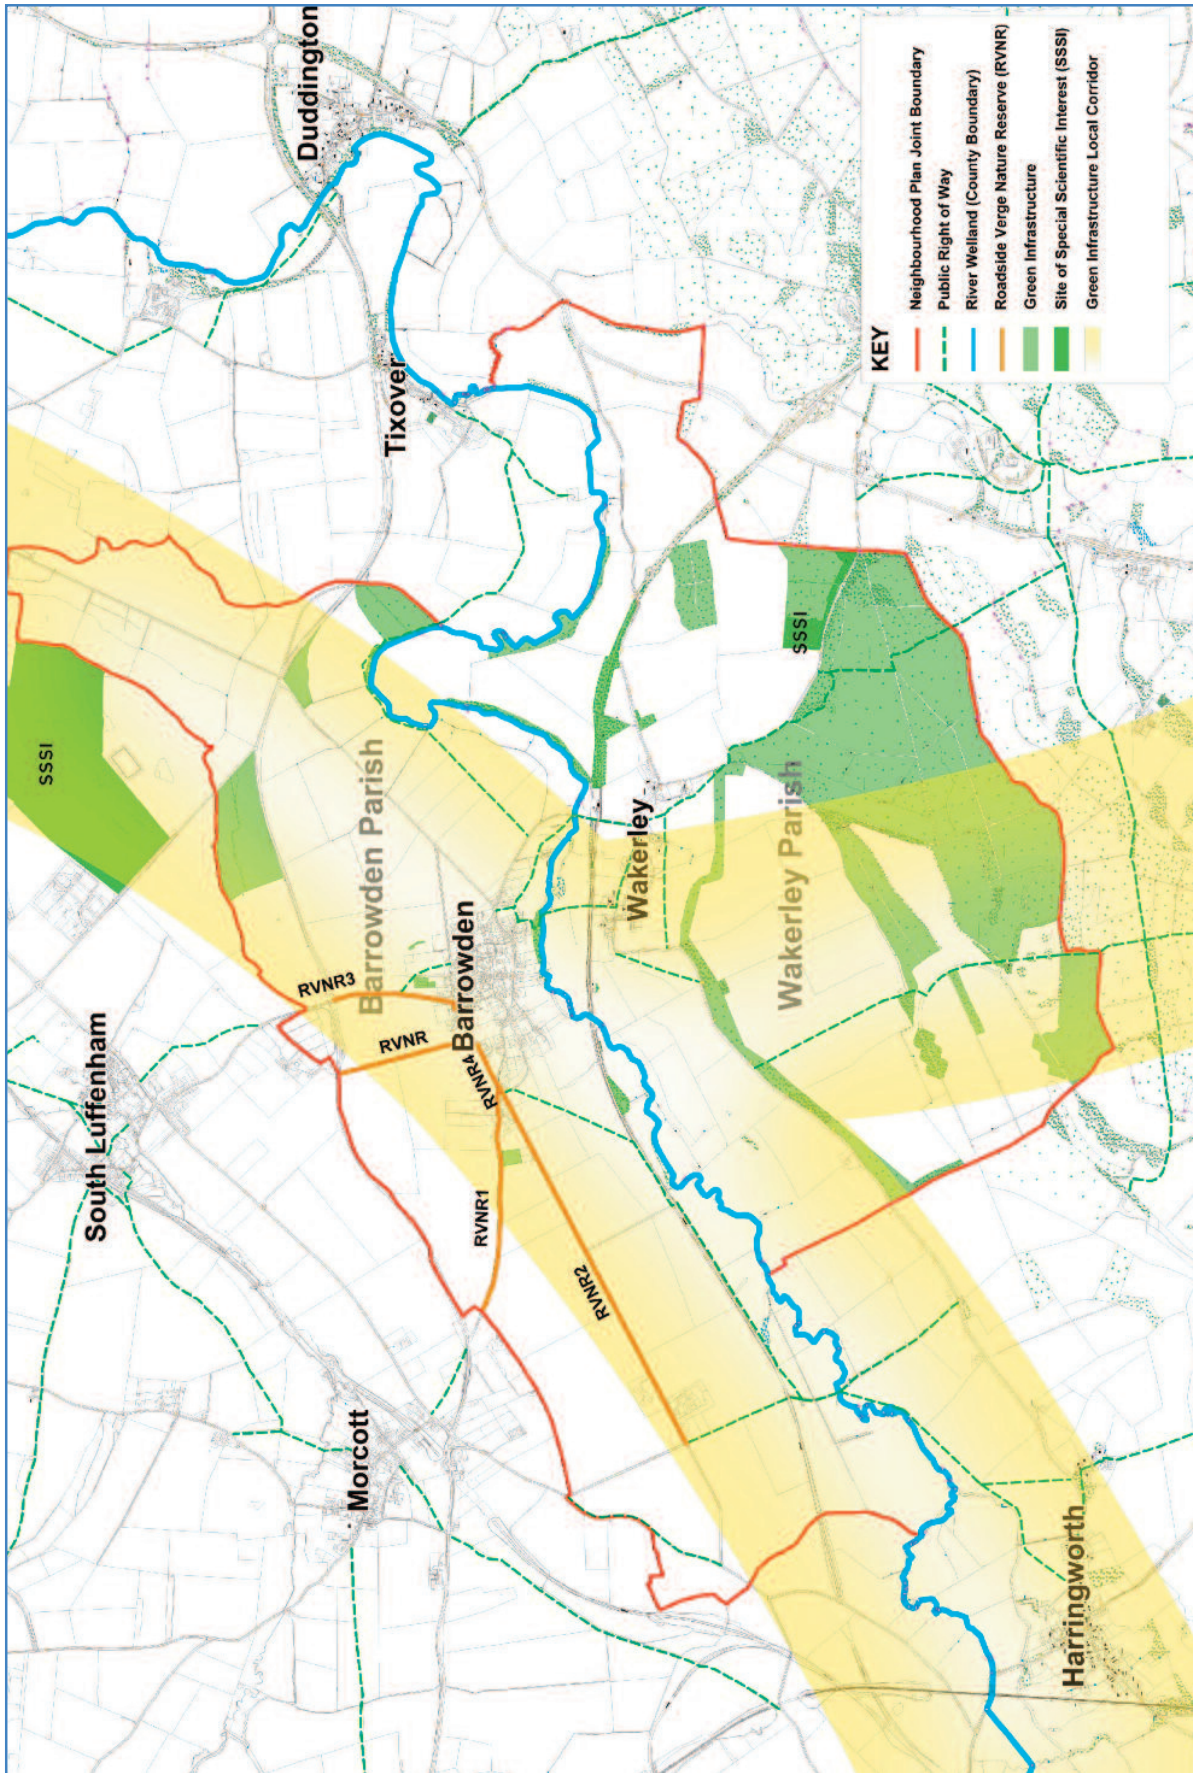 Duddington
Tixover
SSSI
Barrowden Parish
South Luffenham
RVNR3
RVNR
Barrowden
RVNR4
RVNR1
RVNR2
Morcott
Wakerley
Wakerley Parish
SSSI
Harringworth
KEY
Neighbourhood Plan Joint Boundary
Public Right of Way
River Welland (County Boundary)
Roadside Verge Nature Reserve (RVNR)
Green Infrastructure
Site of Special Scientific Interest (SSSI)
Green Infrastructure Local Corridor